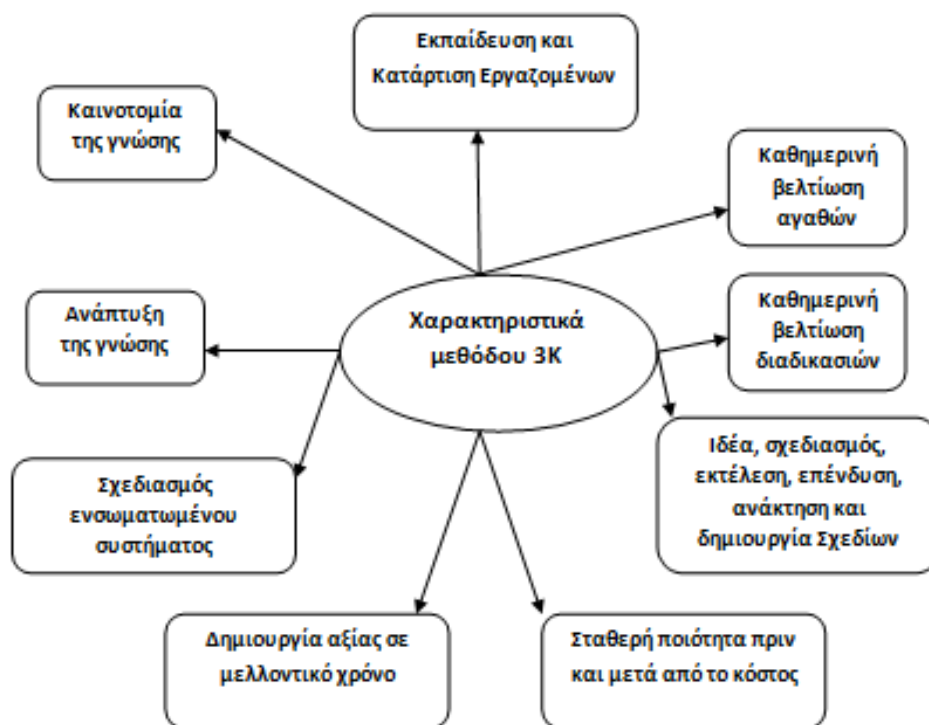 Εκπαίδευση και
Κατάρτιση Εργαζομένων
Καινοτομία
της γνώσης
Καθημερινή
βελτίωση
αγαθών
Ανάπτυξη
της γνώσης
Χαρακτηριστικά
μεθόδου 3Κ
Καθημερινή
βελτίωση
διαδικασιών
Σχεδιασμός
ενσωματωμένου
συστήματος
Ιδέα, σχεδιασμός,
εκτέλεση, επένδυση,
ανάκτηση και
δημιουργία Σχεδίων
Δημιουργία αξίας σε
μελλοντικό χρόνο
Σταθερή ποιότητα πριν
και μετά από το κόστος